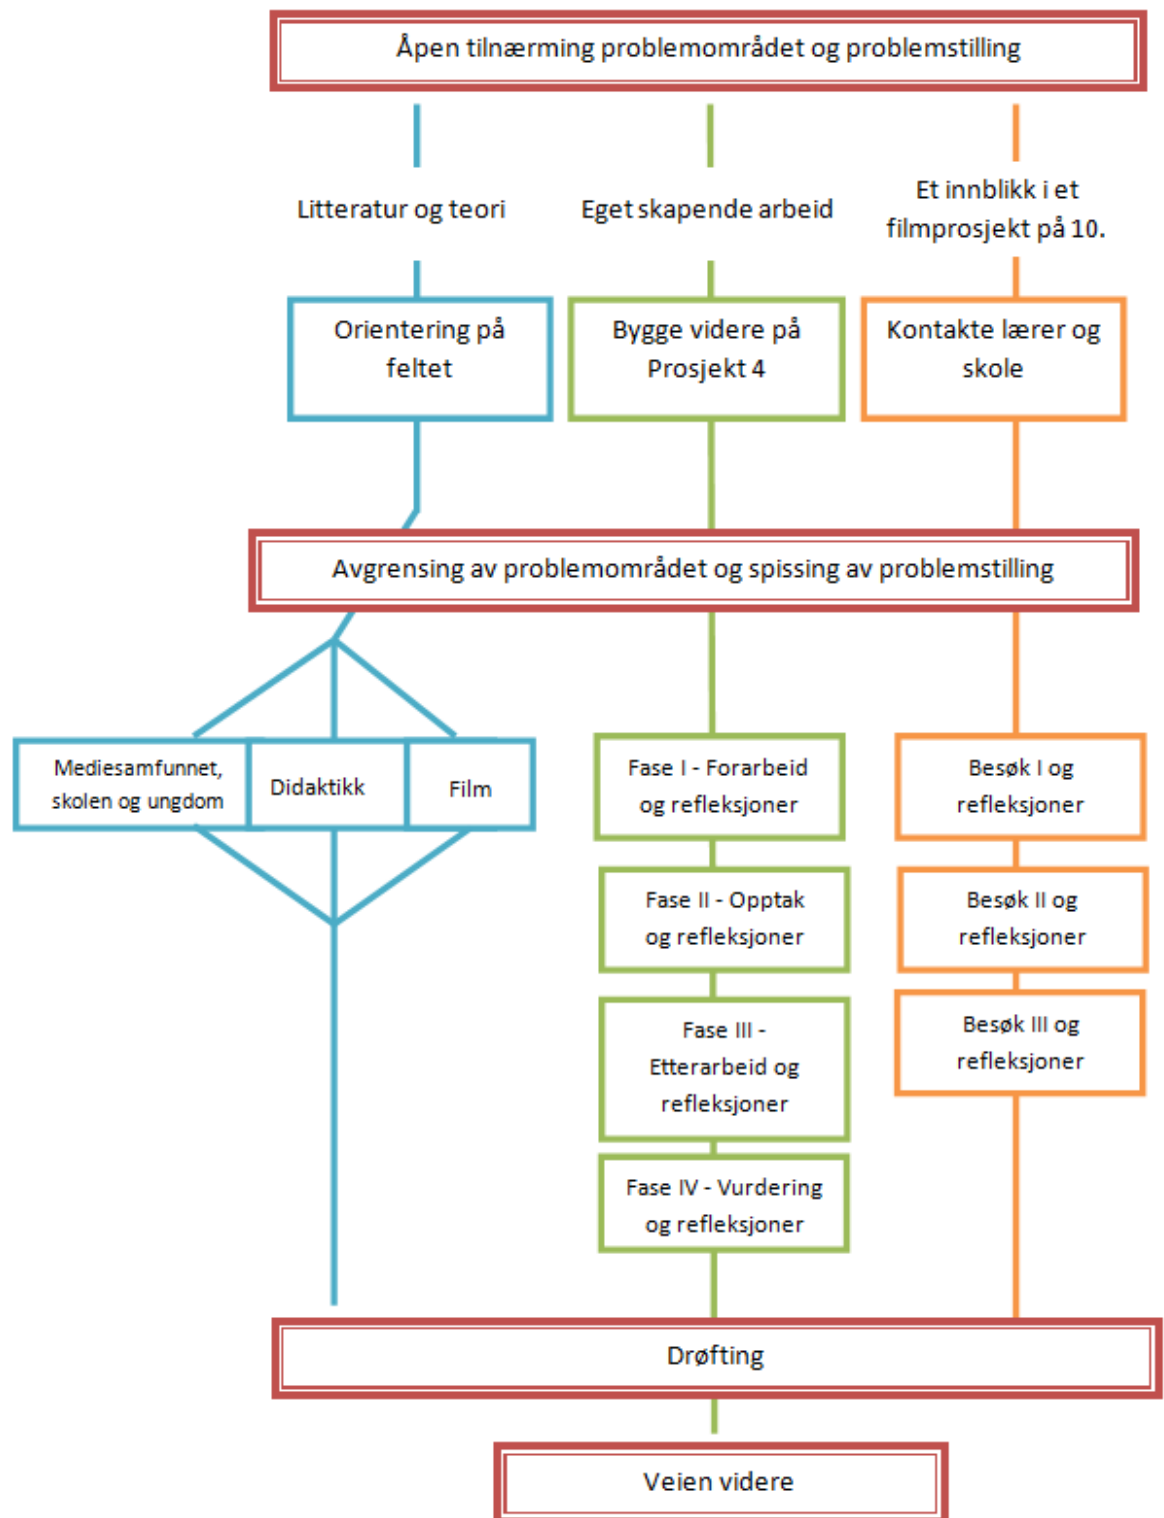 Åpen tilnærming problemområdet og problemstilling
Litteratur og teori
Eget skapende arbeid
Et innblikk i et
filmprosjekt på 10.
Orientering på
feltet
Bygge videre på
Prosjekt 4
Kontakte lærer og
skole
Avgrensing av problemområdet og spissing av problemstilling
Mediesamfunnet,
skolen og ungdom
Didaktikk
Film
Fase I - Forarbeid
og refleksjoner
Besøk I og
refleksjoner
Fase II - Opptak
og refleksjoner
Besøk II og
refleksjoner
Fase III -
Etterarbeid og
refleksjoner
Besøk III og
refleksjoner
Fase IV - Vurdering
og refleksjoner
Drøfting
Veien videre